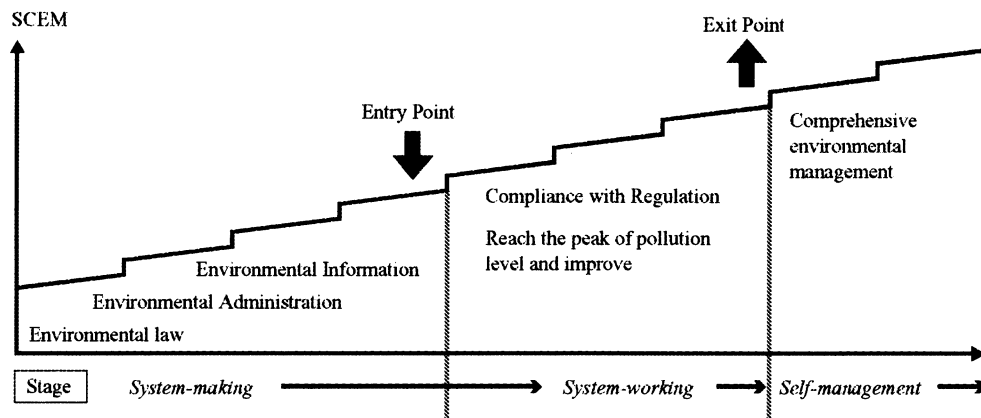 SCEM
Exit Point
Entry Point
Comprehensive
environmental
management
Compliance with Regulation
Reach the peak of pollution
level and improve
Environmental Information
Environmental Administration
Environmental law
Stage System-making System-working Self-management